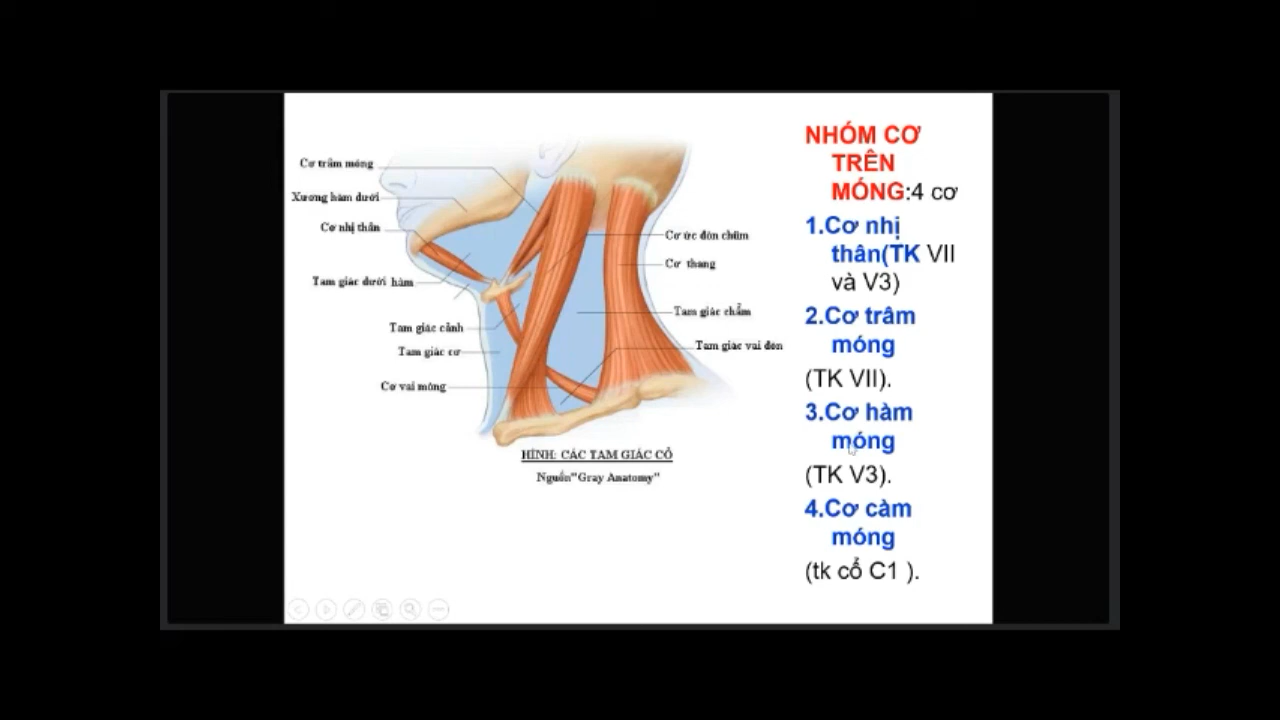 Cơ trâm móng
Xương hàm dưới
Cơ nhị thân
Tam giác dưới hàm
Tam giác cảnh
Tam giác cơ
Cơ vai móng
Cơ ức đòn chũm
Cơ thang
Tam giác chẩm
Tam giác vai đòn
HÌNH: CÁC TAM GIÁC CỔ
Nguồn"Gray Anatomy"
NHÓM CƠ
TRÊN
MÓNG:4 cơ
1.Cơ nhị
thân(TK VII
và V3)
2.Cơ trâm
móng
(TK VII).
3.Cơ hàm
móng
(TK V3).
4.Cơ cằm
móng
(tk cổ C1 ).